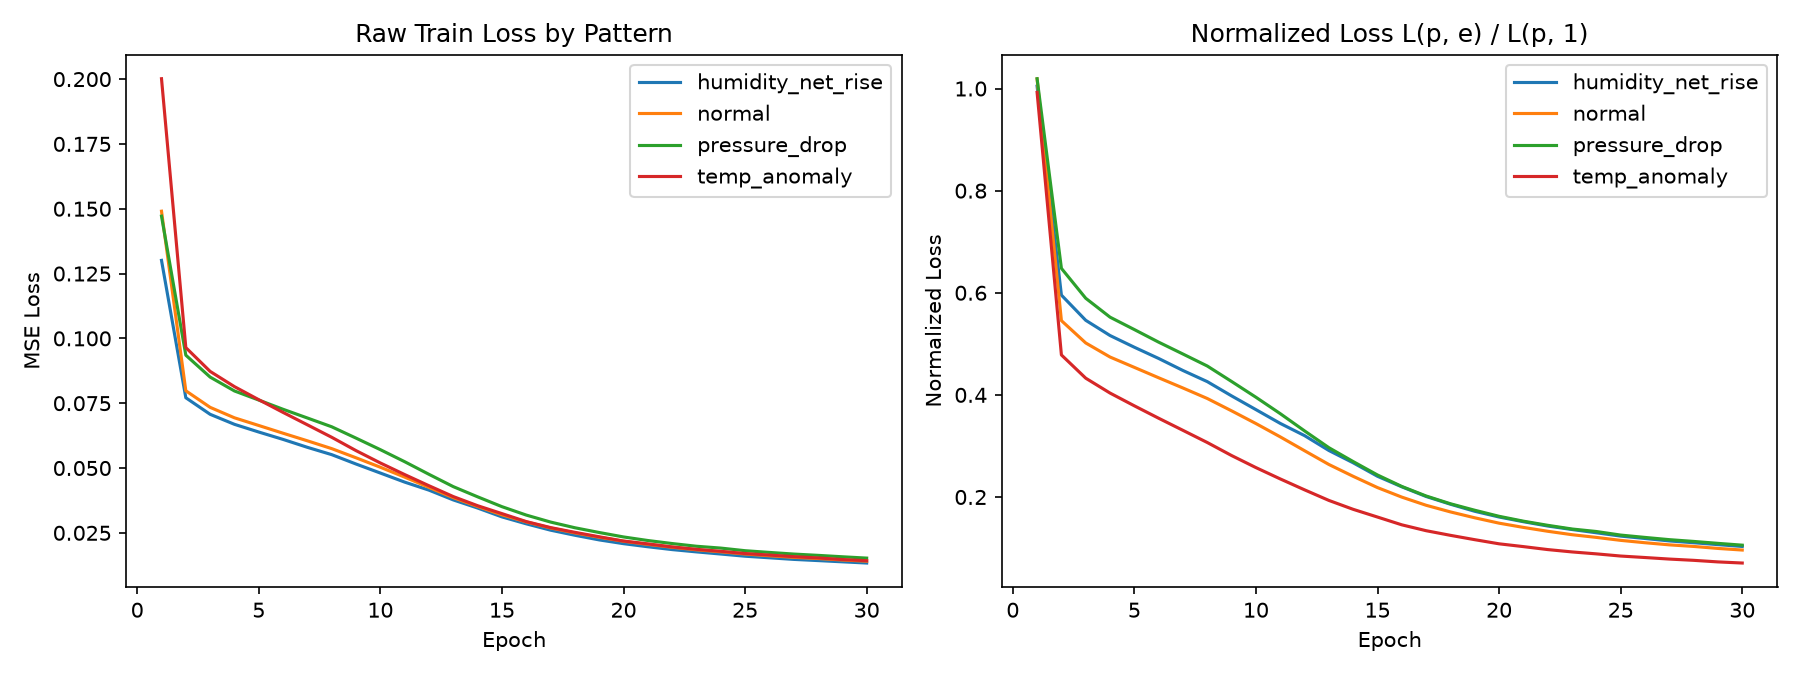 Raw Train Loss by Pattern
MSE Loss
0.200
0.175
0.150
0.125
0.100
0.075
0.050
0.025
0 5 10 15 20 25 30
Epoch
humidity_net_rise
normal
pressure_drop
temp_anomaly
Normalized Loss L(p, e) / L(p, 1)
Normalized Loss
1.0
0.8
0.6
0.4
0.2
0 5 10 15 20 25 30
Epoch
humidity_net_rise
normal
pressure_drop
temp_anomaly